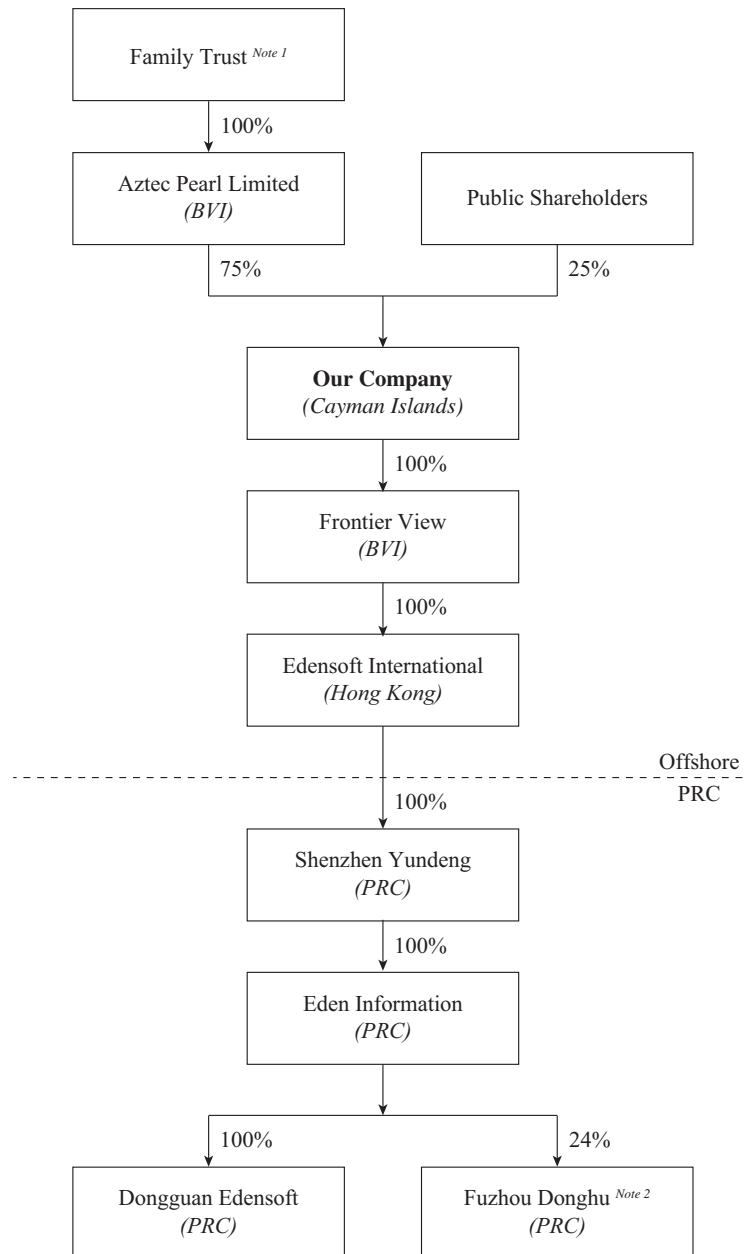 Family Trust Note 1
100%
Aztec Pearl Limited
(BVI)
Public Shareholders
75%
25%
Our Company
(Cayman Islands)
100%
Frontier View
(BVI)
100%
Edensoft International
(Hong Kong)
Offshore
PRC
100%
Shenzhen Yundeng
(PRC)
100%
Eden Information
(PRC)
100%
24%
Dongguan Edensoft
(PRC)
Fuzhou Donghu Note 2
(PRC)